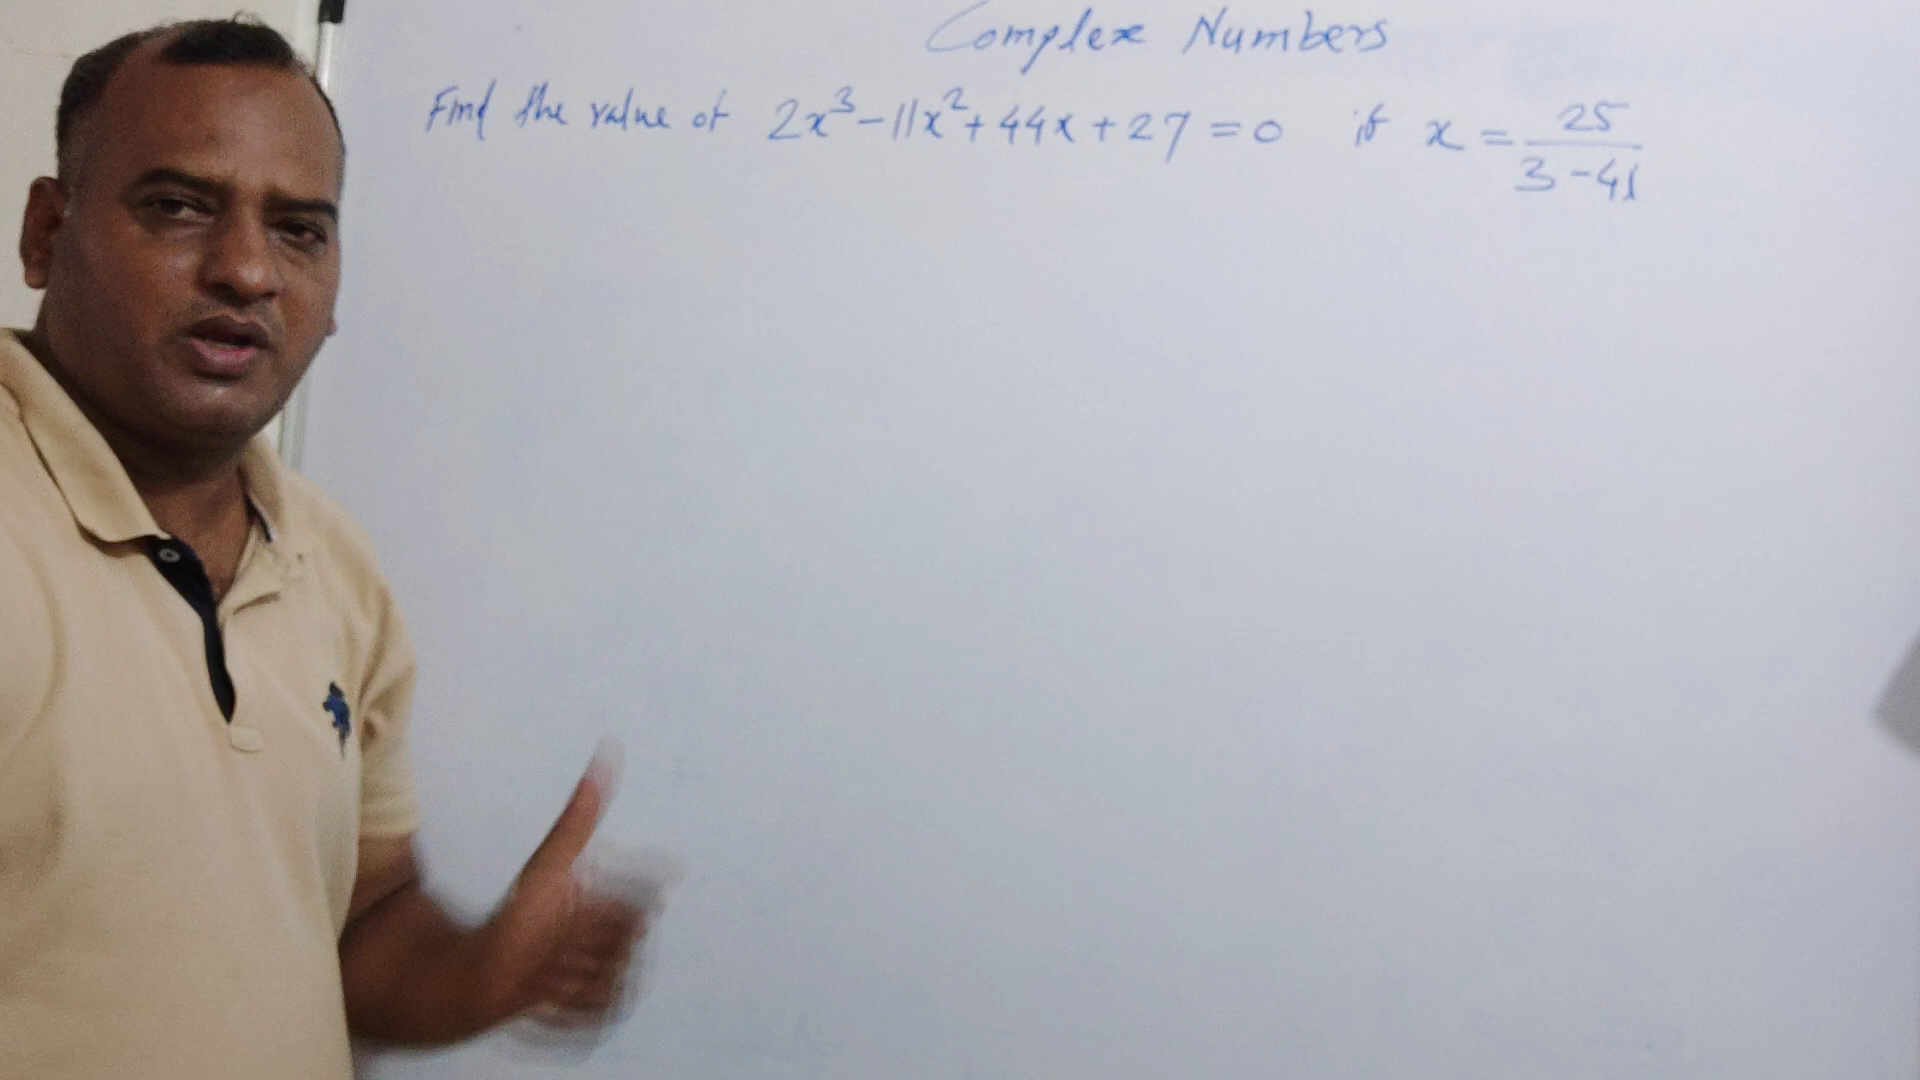 Complex Numbers
Find the value of 2x³-11x²+44x+27=0 if x = 25/(3-4i)